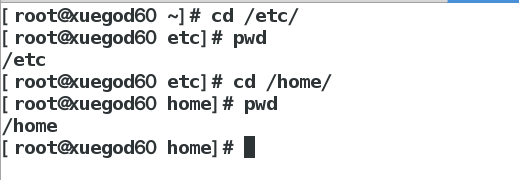 [root@xuegod60 ~]# cd /etc/
[root@xuegod60 etc]# pwd
/etc
[root@xuegod60 etc]# cd /home/
[root@xuegod60 home]# pwd
/home
[root@xuegod60 home]#